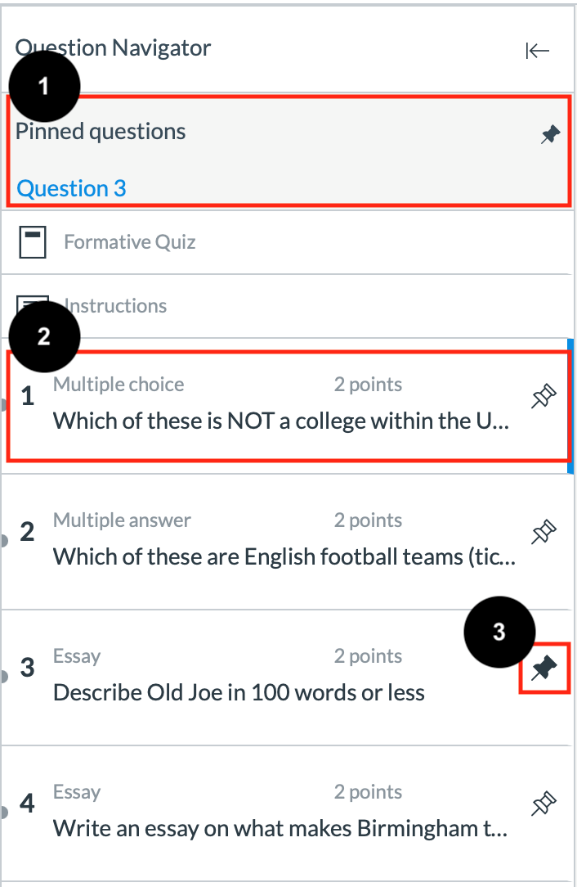 Question Navigator
1
Pinned questions
Question 3
Formative Quiz
Instructions
2
1 Multiple choice 2 points
Which of these is NOT a college within the U...
2 Multiple answer 2 points
Which of these are English football teams (tic...
3
3 Essay 2 points
Describe Old Joe in 100 words or less
4 Essay 2 points
Write an essay on what makes Birmingham t...